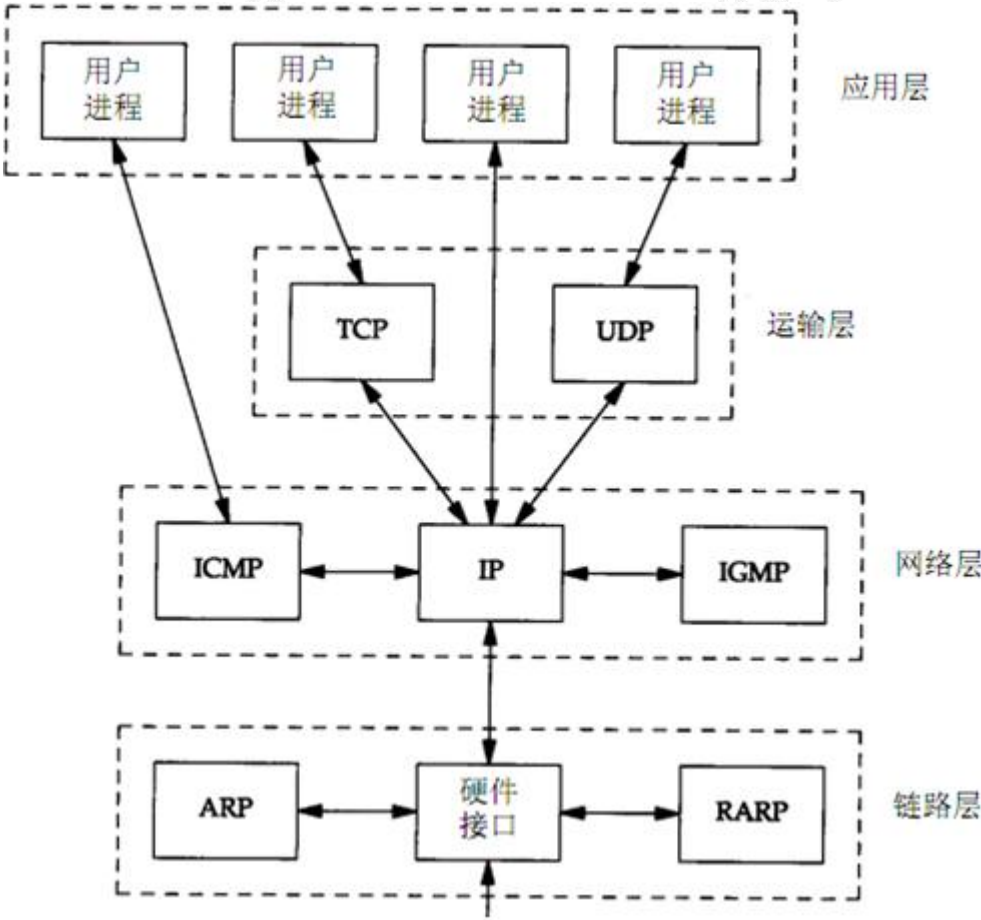 用户
进程
用户
进程
用户
进程
用户
进程
应用层
TCP
UDP
运输层
ICMP
IP
IGMP
网络层
ARP
硬件
接口
RARP
链路层